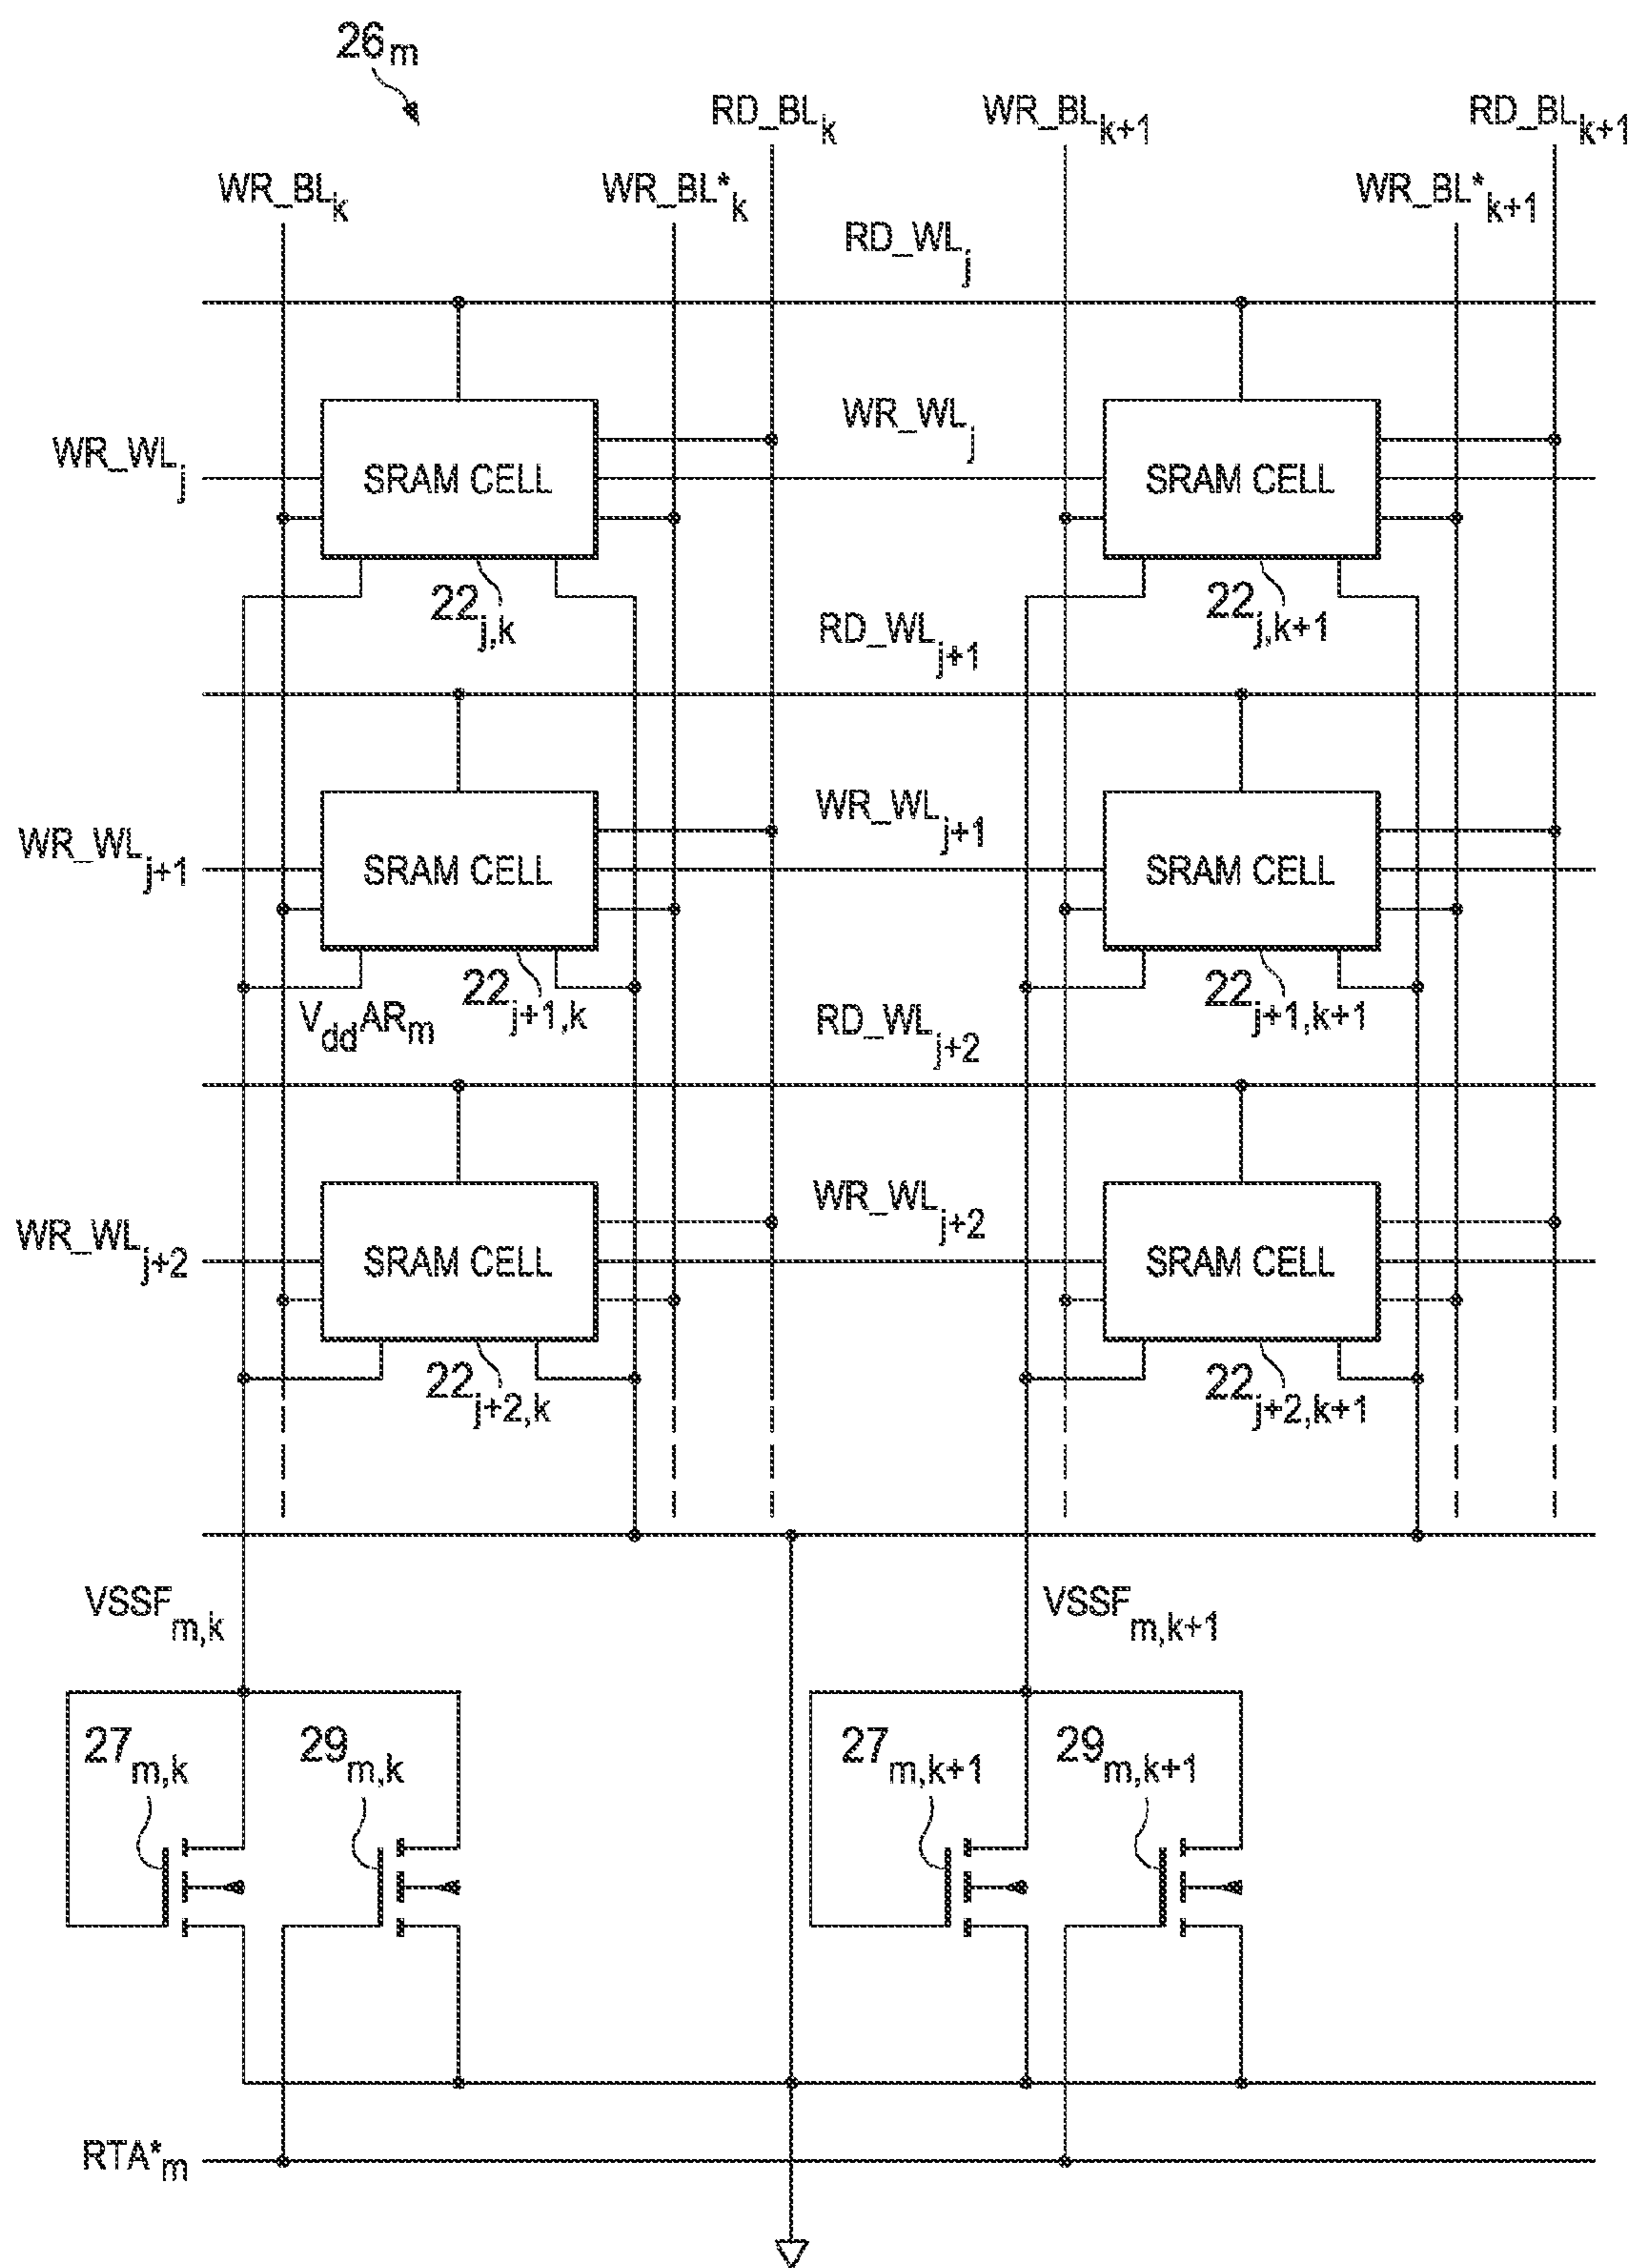 26m
RD_BLk WR_BLk+1 RD_BLk+1
WR_BLk WR_BL*k WR_BL*k+1
RD_WLj
WR_WLj WR_WLj
SRAM CELL SRAM CELL
22j,k 22j,k+1
RD_WLj+1
WR_WLj+1 WR_WLj+1
SRAM CELL SRAM CELL
22j+1,k 22j+1,k+1
VddARm RD_WLj+2
WR_WLj+2 WR_WLj+2
SRAM CELL SRAM CELL
22j+2,k 22j+2,k+1
VSSFm,k VSSFm,k+1
27m,k 29m,k 27m,k+1 29m,k+1
RTA*m